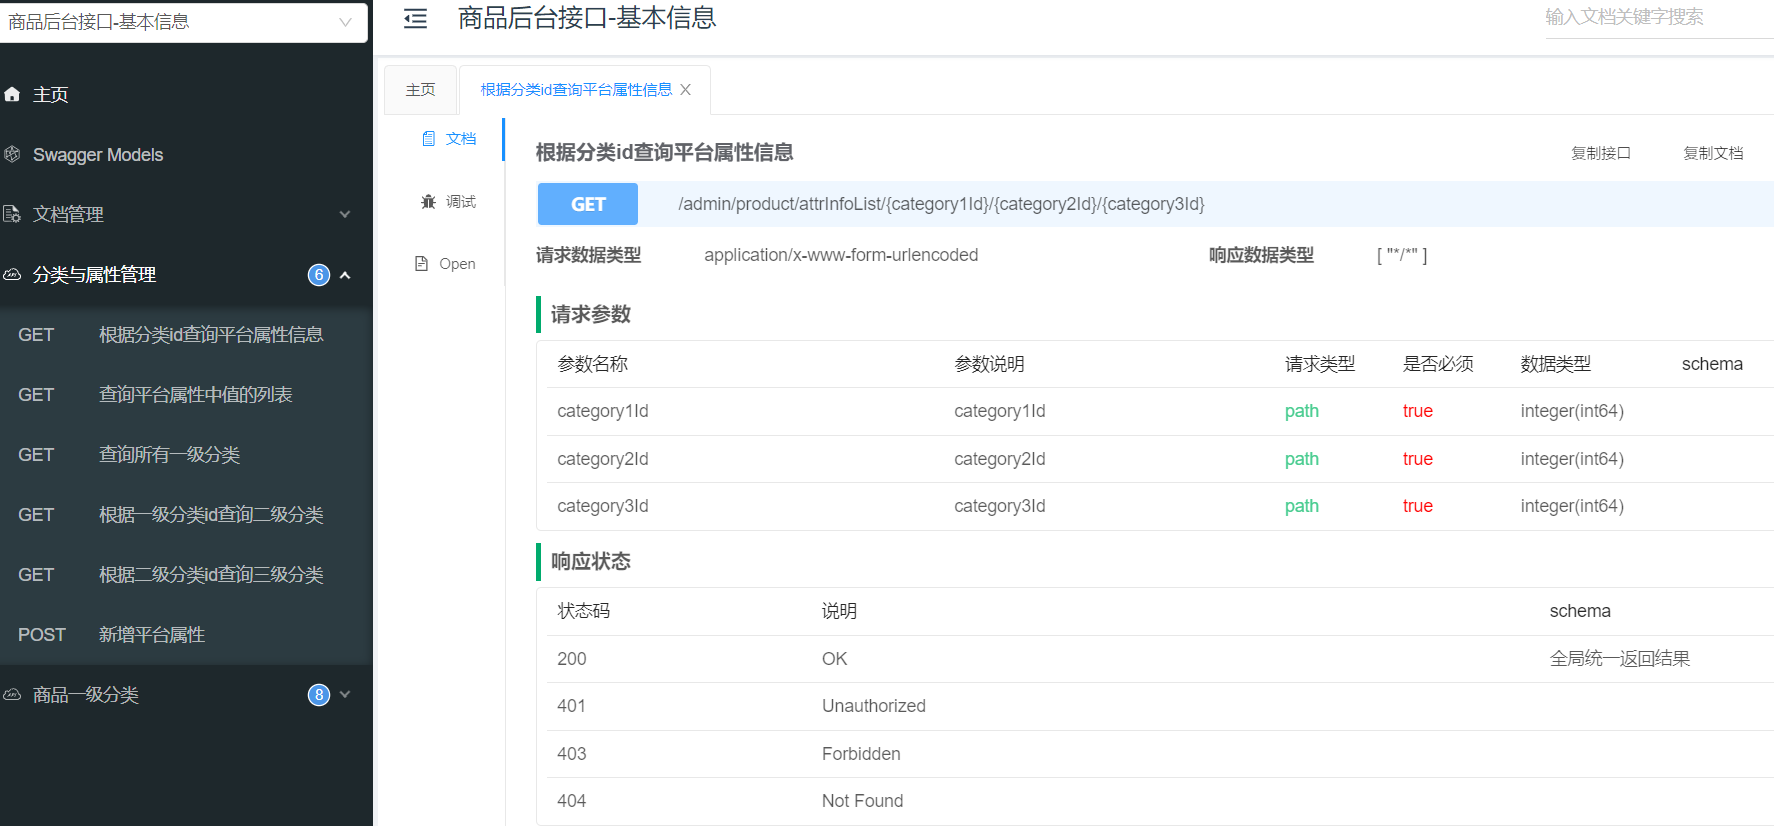 商品后台接口-基本信息
主页
Swagger Models
文档管理
分类与属性管理 6
GET 根据分类id查询平台属性信息
GET 查询平台属性中值的列表
GET 查询所有一级分类
GET 根据一级分类id查询二级分类
GET 根据二级分类id查询三级分类
POST 新增平台属性
商品一级分类 8
商品后台接口-基本信息
输入文档关键字搜索
主页 根据分类id查询平台属性信息 X
文档
调试
Open
根据分类id查询平台属性信息 复制接口 复制文档
GET /admin/product/attrInfoList/{category1Id}/{category2Id}/{category3Id}
请求数据类型 application/x-www-form-urlencoded 响应数据类型 [ "*/*" ]
请求参数
参数名称 参数说明 请求类型 是否必须 数据类型 schema
category1Id category1Id path true integer(int64)
category2Id category2Id path true integer(int64)
category3Id category3Id path true integer(int64)
响应状态
状态码 说明 schema
200 OK 全局统一返回结果
401 Unauthorized
403 Forbidden
404 Not Found